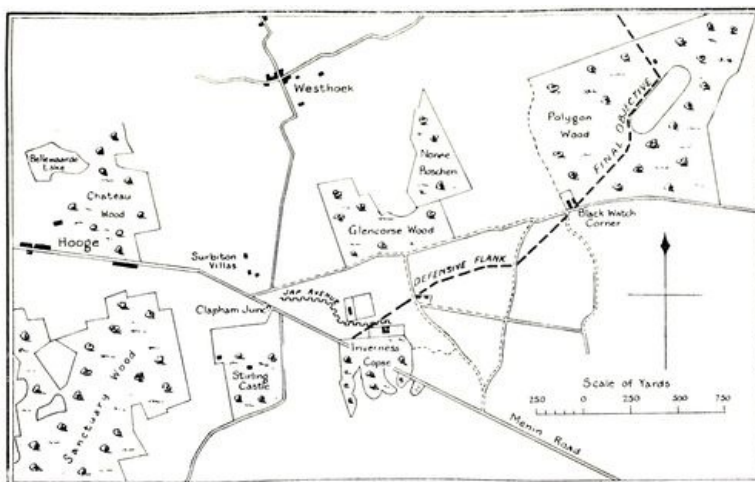 Westhoek
Bellewaarde
Lake
Chateau
Wood
Hooge
Nonne
Boschen
Polygon
Wood
FINAL OBJECTIVE
Glencorse Wood
Black Watch
Corner
Surbiton
Villas
JAP AVENUE
DEFENSIVE FLANK
Clapham Junc
Inverness
Copse
Stirling
Castle
Sanctuary Wood
Menin Road
Scale of Yards
250 0 250 500 750